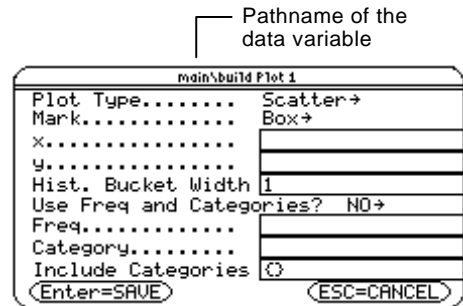 Pathname of the
data variable
main\build Plot 1
Plot Type........ Scatter→
Mark............. Box→
x................
y................
Hist. Bucket Width 1
Use Freq and Categories? NO→
Freq.............
Category.........
Include Categories {}
Enter=SAVE ESC=CANCEL